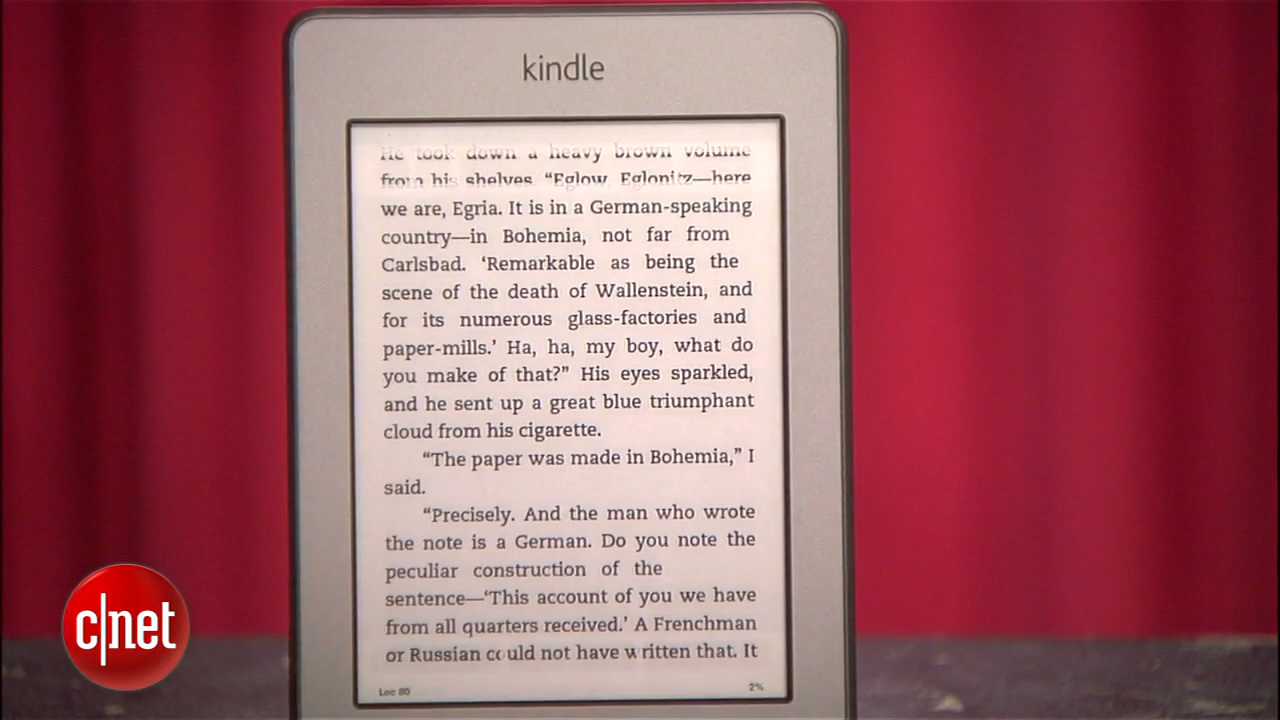 kindle
He took down a heavy brown volume
from his shelves. “Eglow, Eglonitz—here
we are, Egria. It is in a German-speaking
country—in Bohemia, not far from
Carlsbad. ‘Remarkable as being the
scene of the death of Wallenstein, and
for its numerous glass-factories and
paper-mills.’ Ha, ha, my boy, what do
you make of that?” His eyes sparkled,
and he sent up a great blue triumphant
cloud from his cigarette.
“The paper was made in Bohemia,” I
said.
“Precisely. And the man who wrote
the note is a German. Do you note the
peculiar construction of the
sentence—‘This account of you we have
from all quarters received.’ A Frenchman
or Russian could not have written that. It
Loc 80
2%
c|net